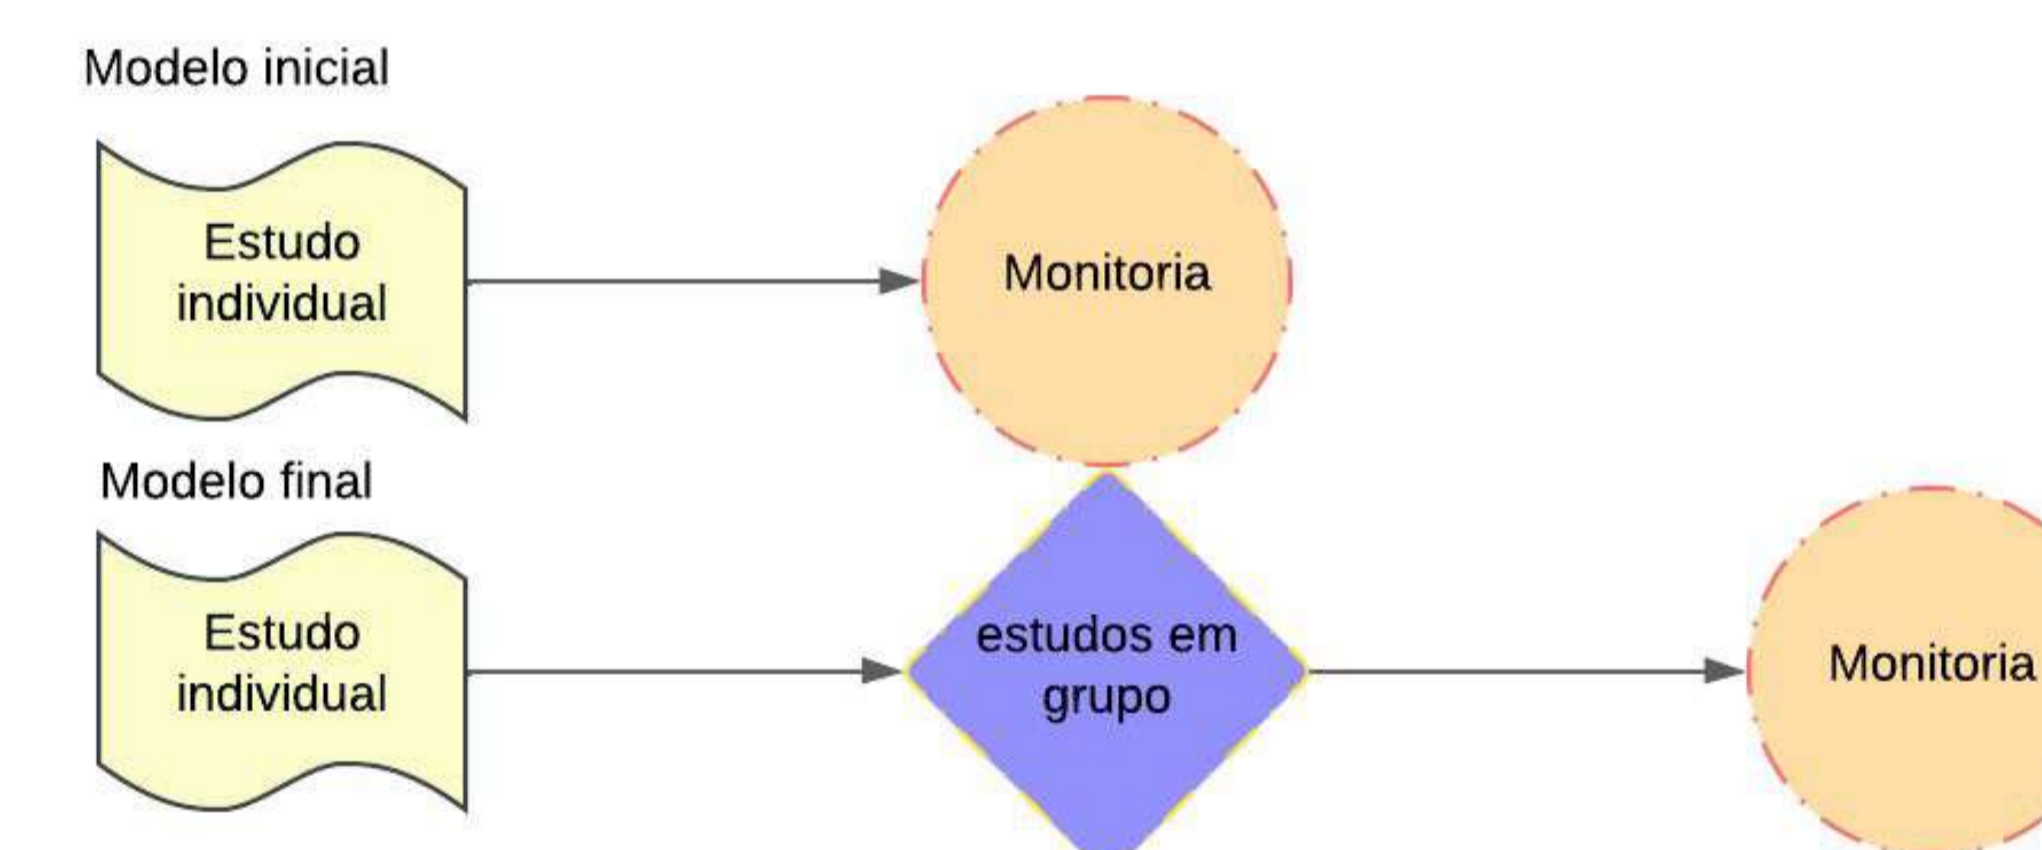 Modelo inicial
Estudo
individual
Monitoria
Modelo final
Estudo
individual
estudos em
grupo
Monitoria